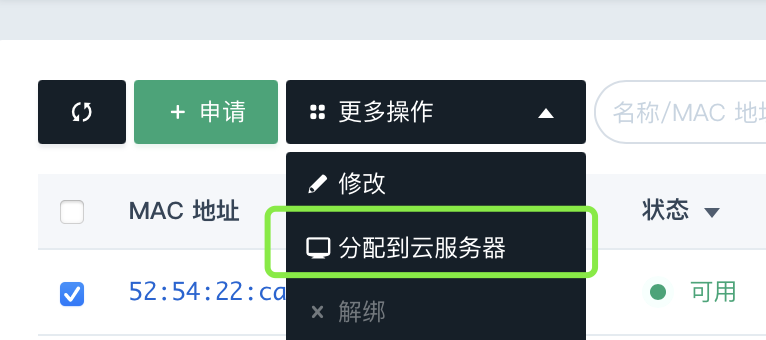 + 申请
更多操作
名称/MAC 地
修改
MAC 地址
状态
分配到云服务器
52:54:22:ca
可用
解绑